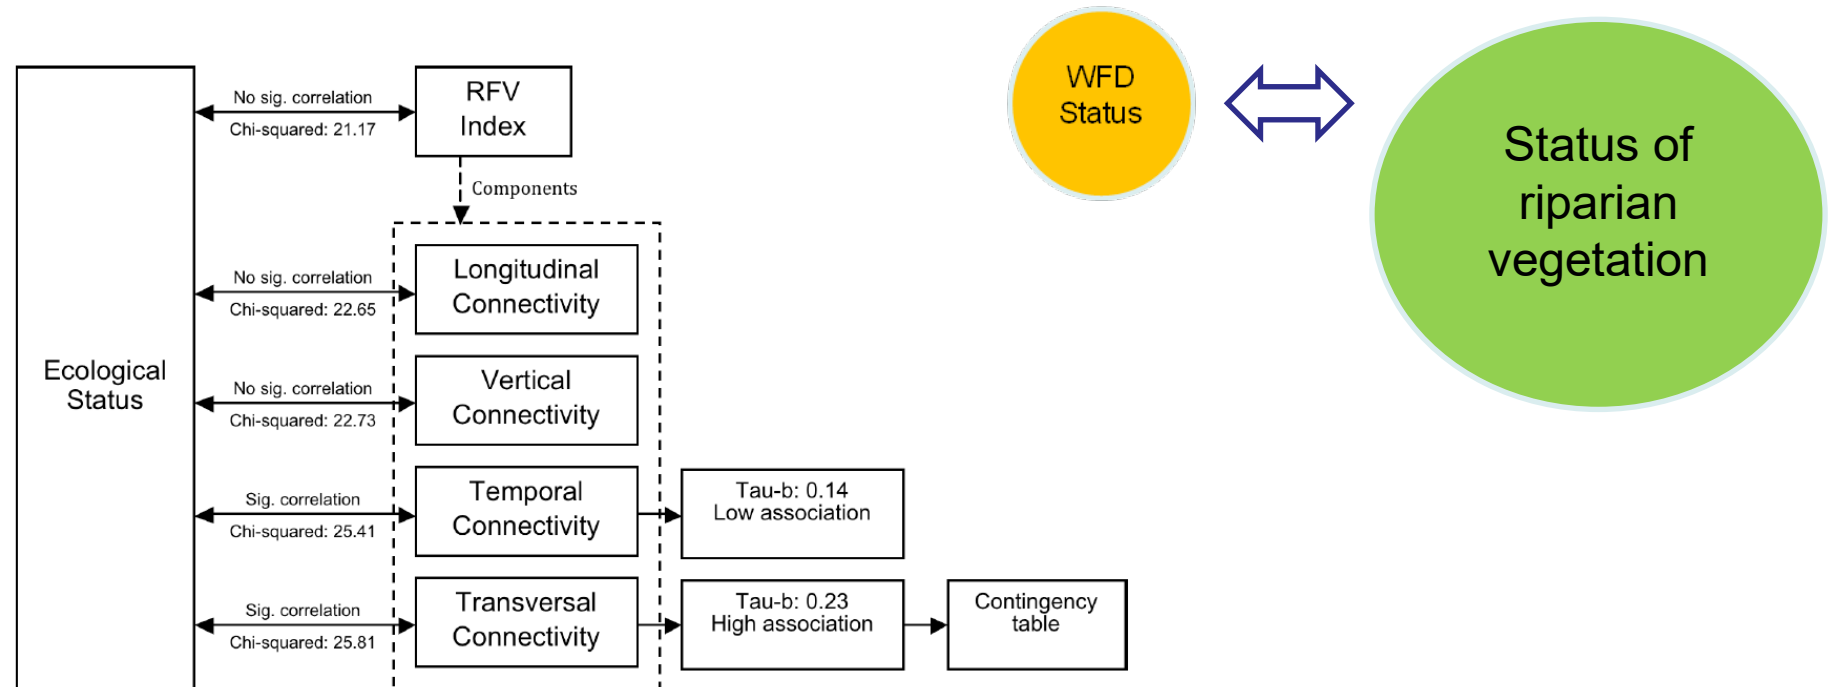 Ecological
Status
No sig. correlation
Chi-squared: 21.17
RFV
Index
Components
No sig. correlation
Chi-squared: 22.65
Longitudinal
Connectivity
No sig. correlation
Chi-squared: 22.73
Vertical
Connectivity
Sig. correlation
Chi-squared: 25.41
Temporal
Connectivity
Tau-b: 0.14
Low association
Sig. correlation
Chi-squared: 25.81
Transversal
Connectivity
Tau-b: 0.23
High association
Contingency
table
WFD
Status
Status of
riparian
vegetation